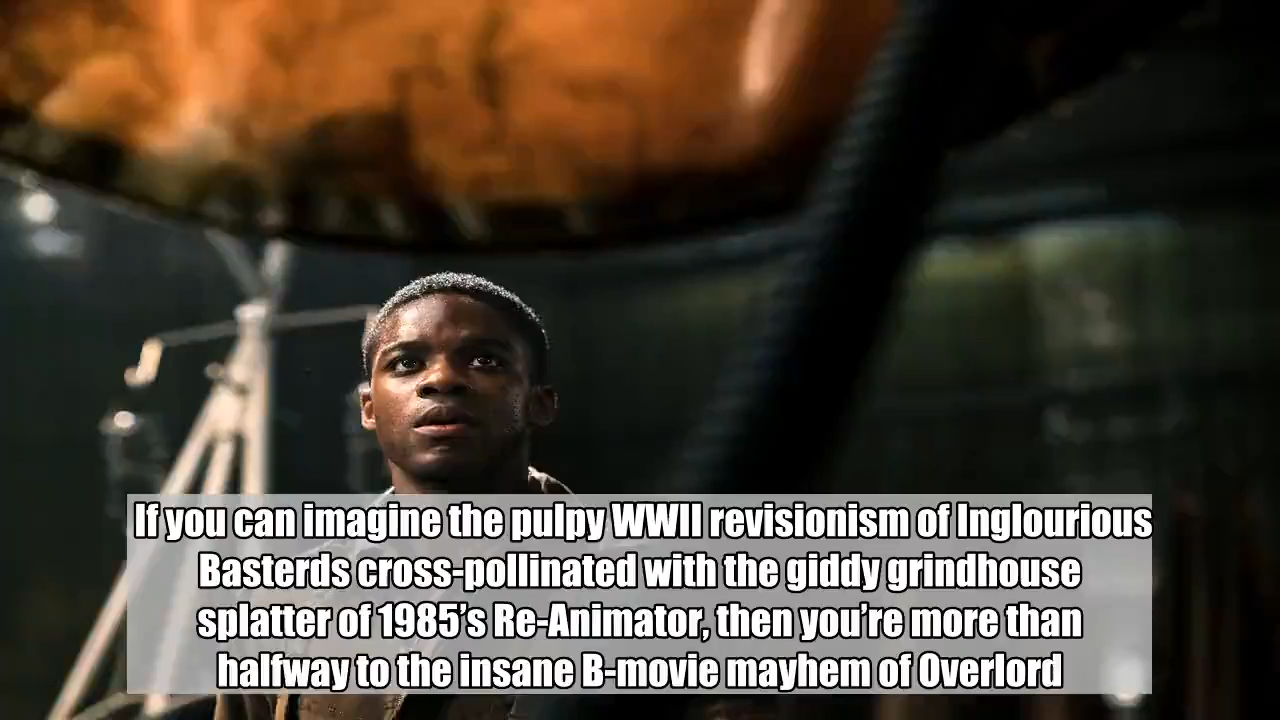 If you can imagine the pulpy WWII revisionism of Inglourious
Basterds cross-pollinated with the giddy grindhouse
splatter of 1985’s Re-Animator, then you’re more than
halfway to the insane B-movie mayhem of Overlord